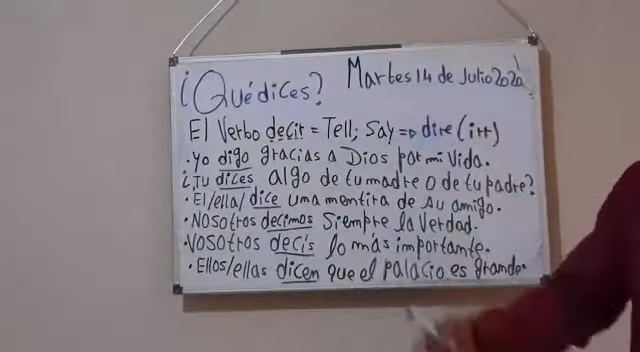 ¿Qué dices? Martes 14 de Julio 2020
El Verbo decir = Tell; Say => dire (irr)
• Yo digo gracias a Dios por mi vida.
¿Tu dices algo de tu madre o de tu padre?
• El/ella/ dice una mentira de su amigo.
• Nosotros decimos siempre la verdad.
• Vosotros decís lo más importante.
• Ellos/ellas dicen que el palacio es grande.